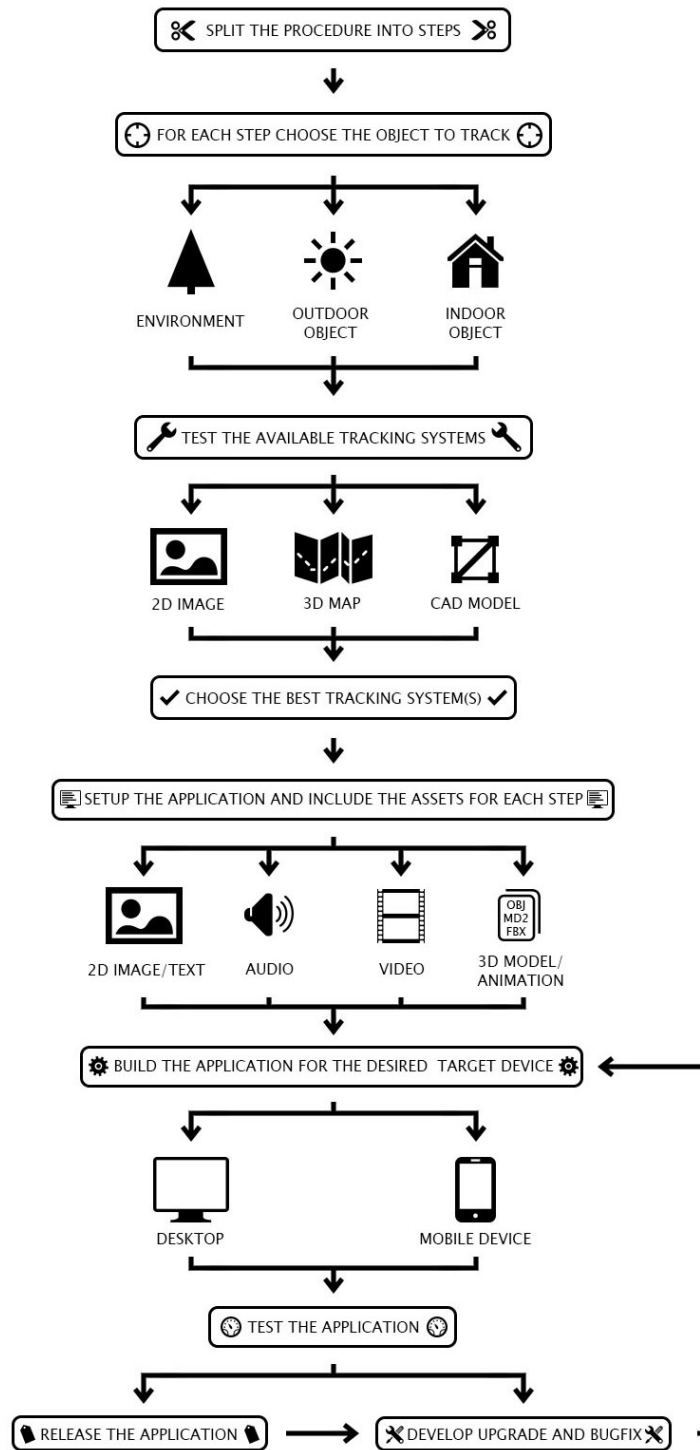 SPLIT THE PROCEDURE INTO STEPS
FOR EACH STEP CHOOSE THE OBJECT TO TRACK
ENVIRONMENT
OUTDOOR
OBJECT
INDOOR
OBJECT
TEST THE AVAILABLE TRACKING SYSTEMS
2D IMAGE
3D MAP
CAD MODEL
CHOOSE THE BEST TRACKING SYSTEM(S)
SETUP THE APPLICATION AND INCLUDE THE ASSETS FOR EACH STEP
2D IMAGE/TEXT
AUDIO
VIDEO
OBJ
MD2
FBX
3D MODEL/
ANIMATION
BUILD THE APPLICATION FOR THE DESIRED TARGET DEVICE
DESKTOP
MOBILE DEVICE
TEST THE APPLICATION
RELEASE THE APPLICATION
DEVELOP UPGRADE AND BUGFIX